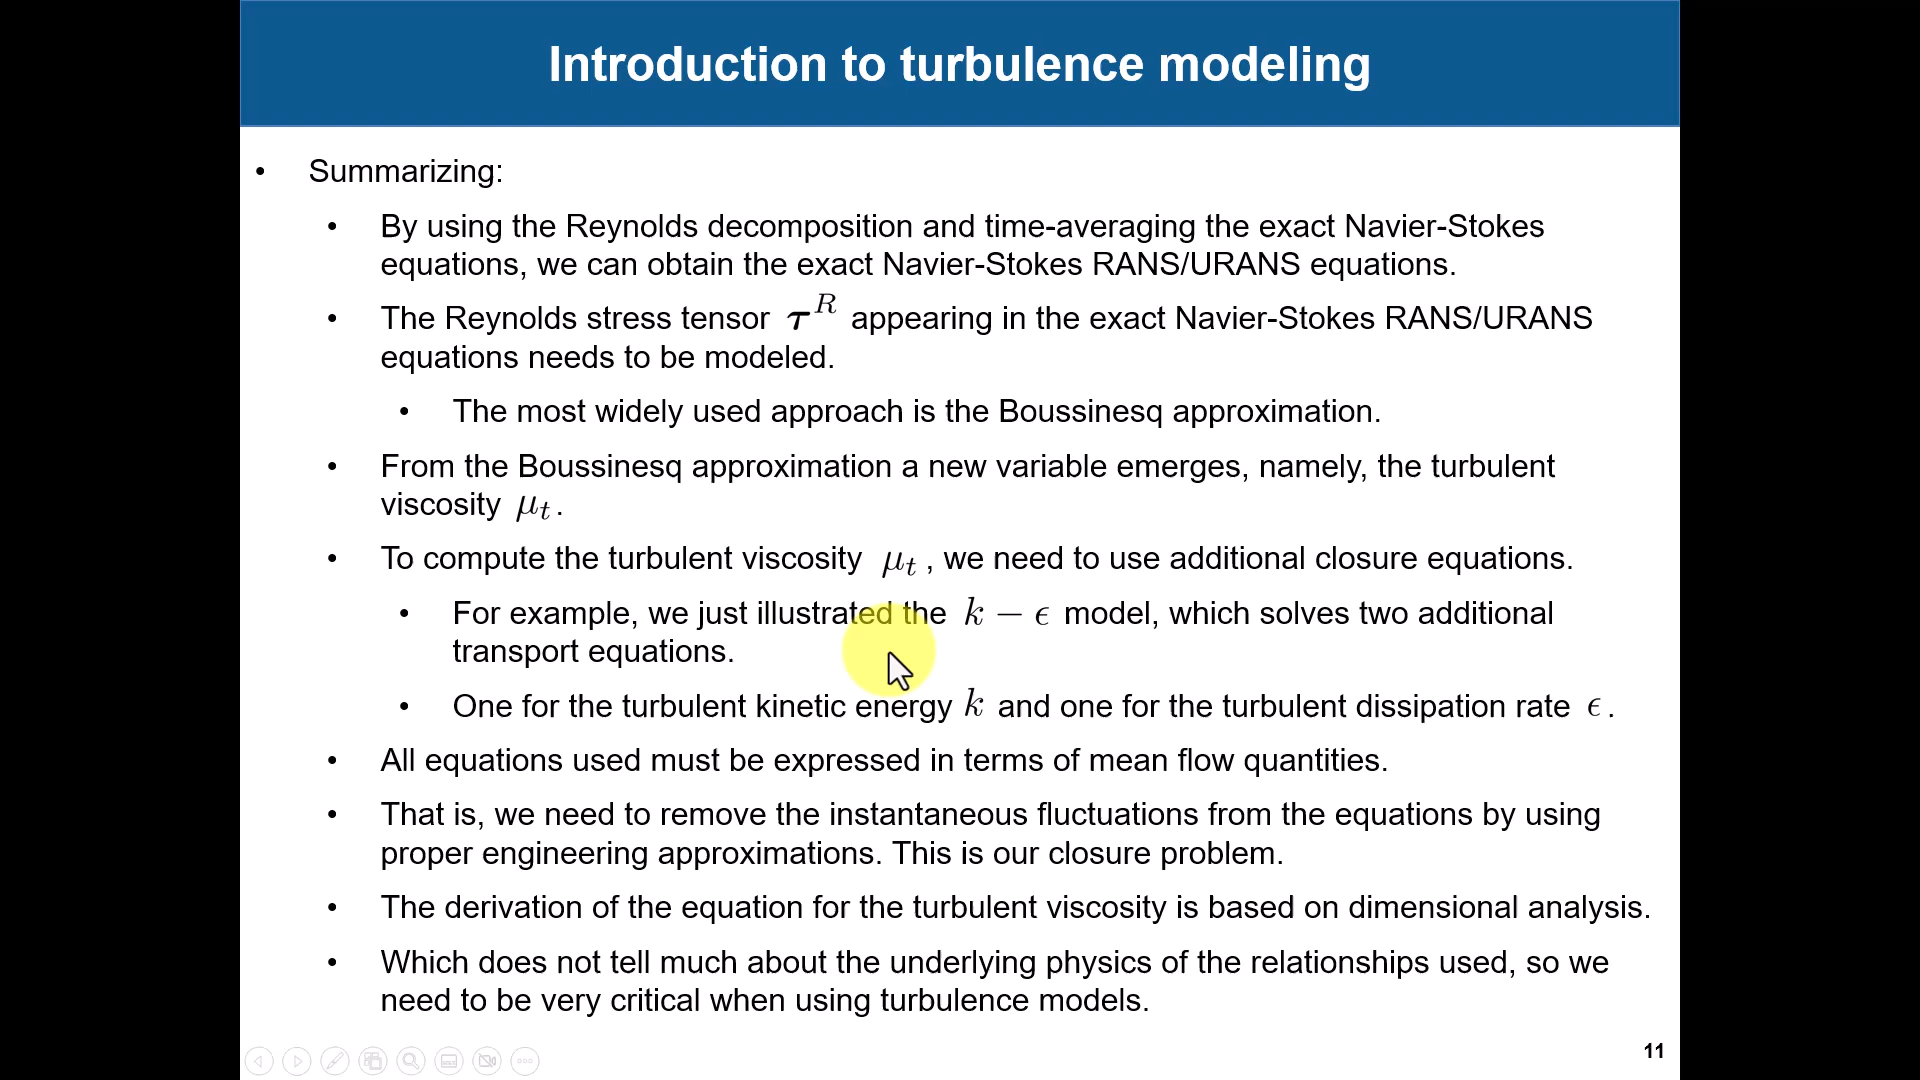 Introduction to turbulence modeling
• Summarizing:
• By using the Reynolds decomposition and time-averaging the exact Navier-Stokes
equations, we can obtain the exact Navier-Stokes RANS/URANS equations.
• The Reynolds stress tensor τ^R appearing in the exact Navier-Stokes RANS/URANS
equations needs to be modeled.
• The most widely used approach is the Boussinesq approximation.
• From the Boussinesq approximation a new variable emerges, namely, the turbulent
viscosity μ_t.
• To compute the turbulent viscosity μ_t, we need to use additional closure equations.
• For example, we just illustrated the k − ϵ model, which solves two additional
transport equations.
• One for the turbulent kinetic energy k and one for the turbulent dissipation rate ϵ.
• All equations used must be expressed in terms of mean flow quantities.
• That is, we need to remove the instantaneous fluctuations from the equations by using
proper engineering approximations. This is our closure problem.
• The derivation of the equation for the turbulent viscosity is based on dimensional analysis.
• Which does not tell much about the underlying physics of the relationships used, so we
need to be very critical when using turbulence models.
11